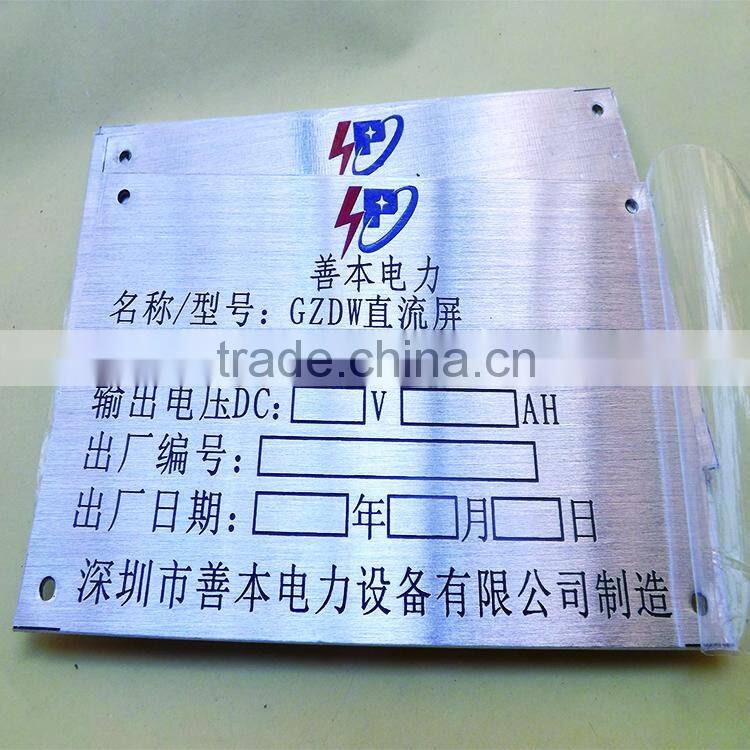 善本电力
名称/型号：GZDW直流屏
trade.china.cn
输出电压DC：V AH
出厂编号：
出厂日期：年月日
深圳市善本电力设备有限公司制造